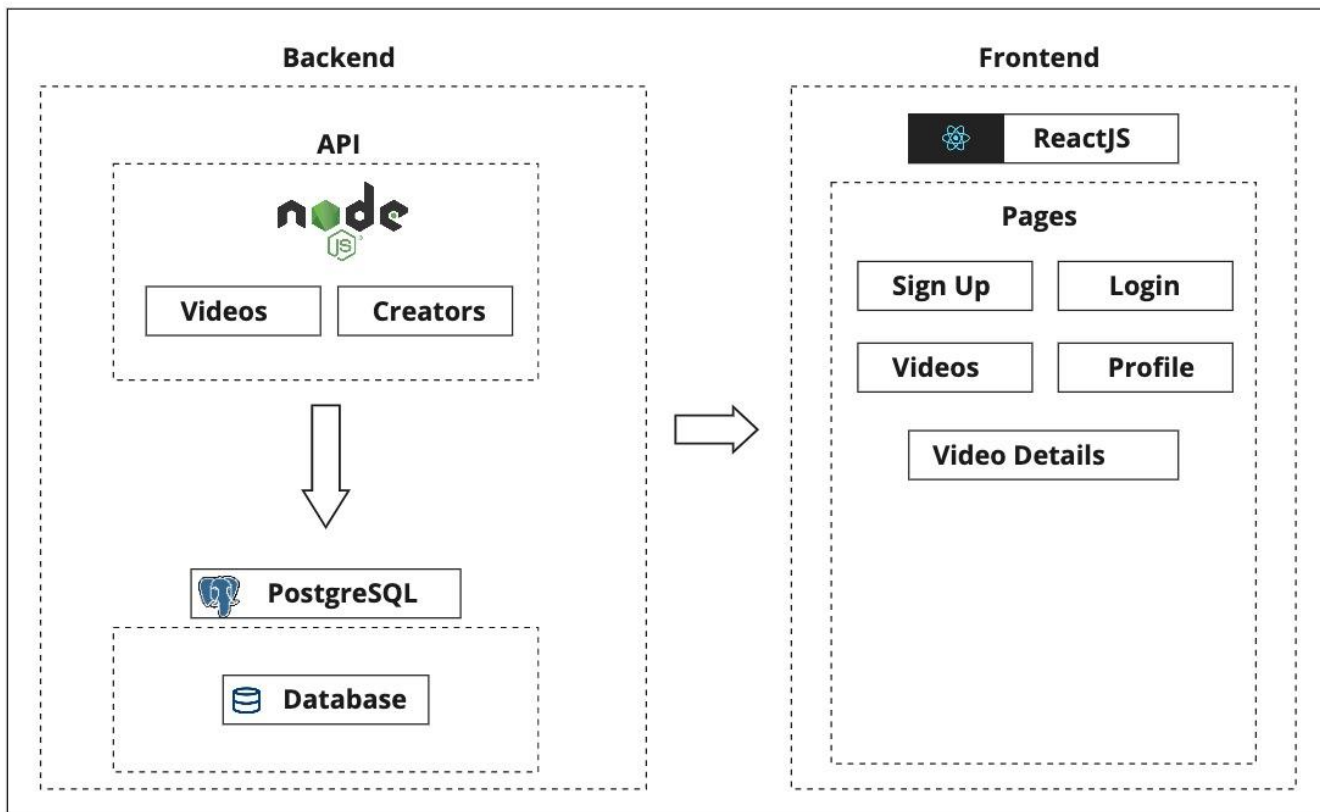 Backend
API
node
JS
Videos
Creators
PostgreSQL
Database
Frontend
ReactJS
Pages
Sign Up
Login
Videos
Profile
Video Details